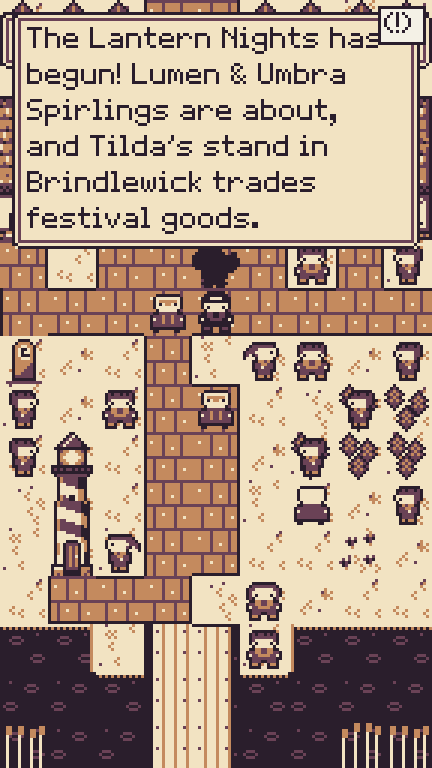 The Lantern Nights has
begun! Lumen & Umbra
Spirlings are about,
and Tilda's stand in
Brindlewick trades
festival goods.